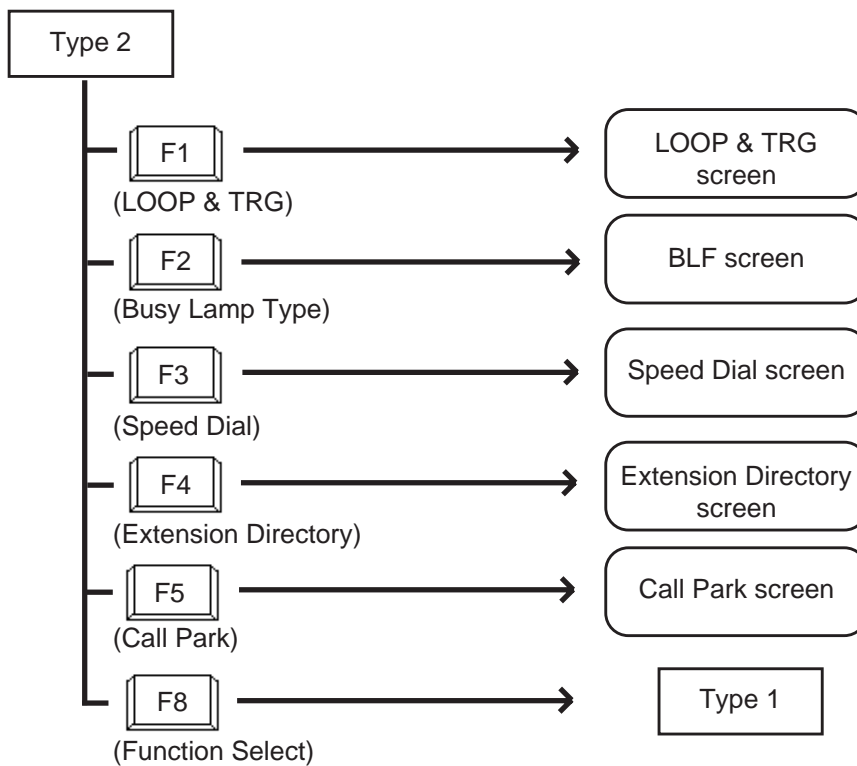 Type 2
F1
(LOOP & TRG)
LOOP & TRG
screen
F2
(Busy Lamp Type)
BLF screen
F3
(Speed Dial)
Speed Dial screen
F4
(Extension Directory)
Extension Directory
screen
F5
(Call Park)
Call Park screen
F8
(Function Select)
Type 1